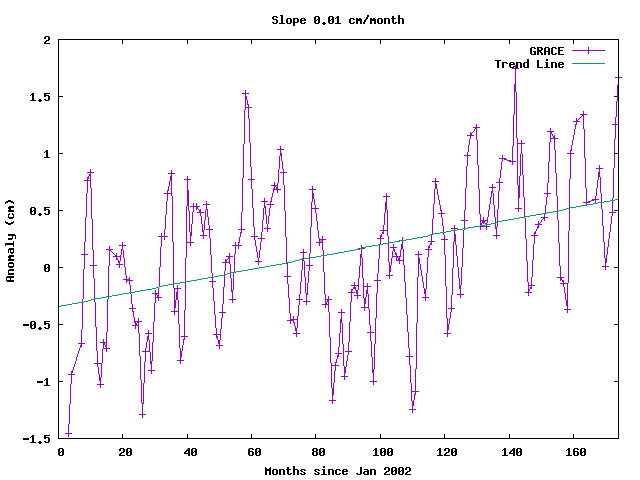 Slope 0.01 cm/month
2
GRACE
Trend Line
1.5
1
0.5
0
-0.5
-1
-1.5
Anomaly (cm)
0 20 40 60 80 100 120 140 160
Months since Jan 2002